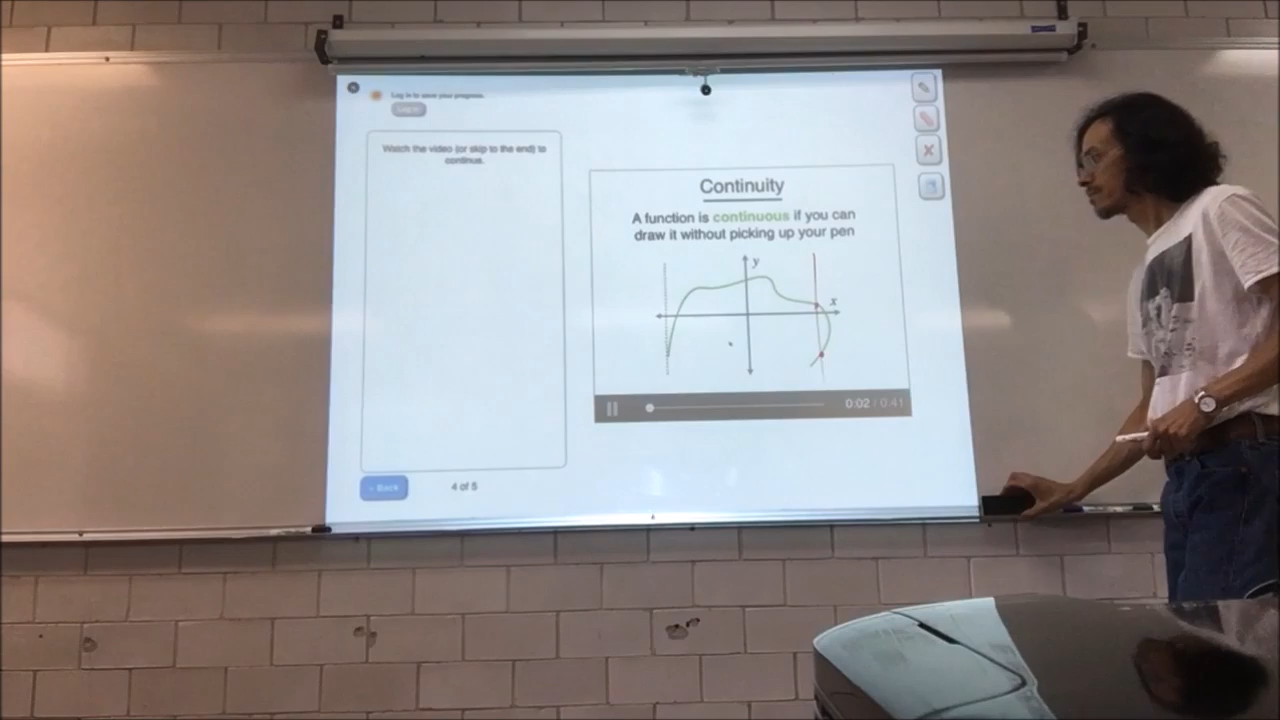 Log in to save your progress.
Log in
Watch the video (or skip to the end) to
continue.
Continuity
A function is continuous if you can
draw it without picking up your pen
y
x
0:02 / 0:41
< Back
4 of 5